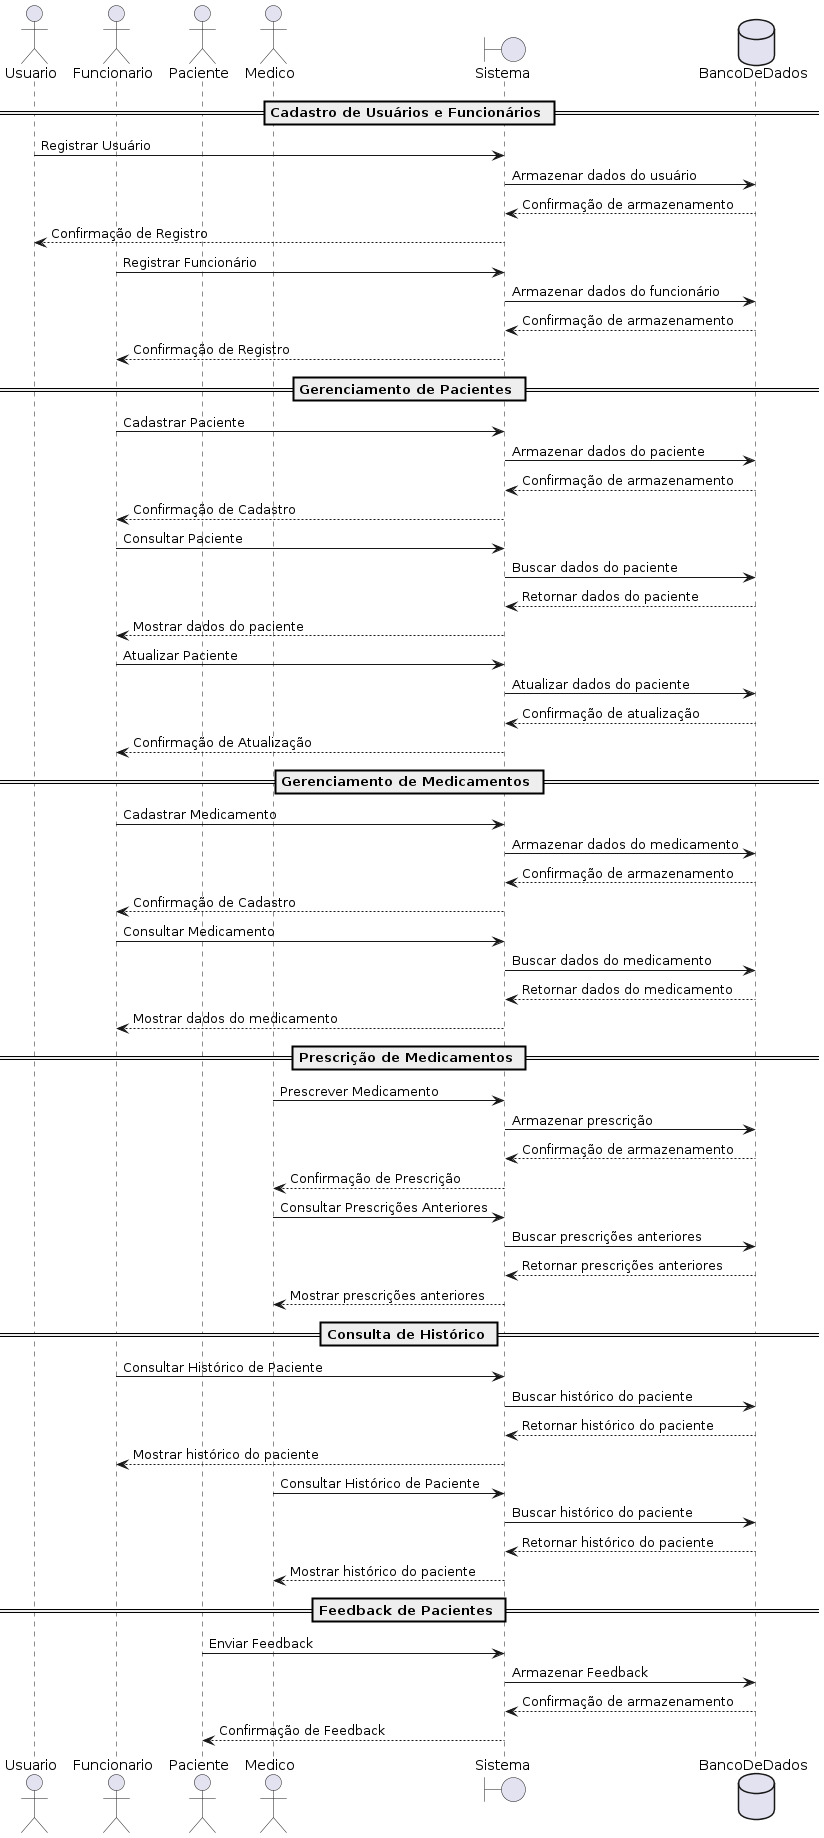 Usuario Funcionario Paciente Medico Sistema BancoDeDados
Cadastro de Usuários e Funcionários
Registrar Usuário
Armazenar dados do usuário
Confirmação de armazenamento
Confirmação de Registro
Registrar Funcionário
Armazenar dados do funcionário
Confirmação de armazenamento
Confirmação de Registro
Gerenciamento de Pacientes
Cadastrar Paciente
Armazenar dados do paciente
Confirmação de armazenamento
Confirmação de Cadastro
Consultar Paciente
Buscar dados do paciente
Retornar dados do paciente
Mostrar dados do paciente
Atualizar Paciente
Atualizar dados do paciente
Confirmação de atualização
Confirmação de Atualização
Gerenciamento de Medicamentos
Cadastrar Medicamento
Armazenar dados do medicamento
Confirmação de armazenamento
Confirmação de Cadastro
Consultar Medicamento
Buscar dados do medicamento
Retornar dados do medicamento
Mostrar dados do medicamento
Prescrição de Medicamentos
Prescrever Medicamento
Armazenar prescrição
Confirmação de armazenamento
Confirmação de Prescrição
Consultar Prescrições Anteriores
Buscar prescrições anteriores
Retornar prescrições anteriores
Mostrar prescrições anteriores
Consulta de Histórico
Consultar Histórico de Paciente
Buscar histórico do paciente
Retornar histórico do paciente
Mostrar histórico do paciente
Consultar Histórico de Paciente
Buscar histórico do paciente
Retornar histórico do paciente
Mostrar histórico do paciente
Feedback de Pacientes
Enviar Feedback
Armazenar Feedback
Confirmação de armazenamento
Confirmação de Feedback
Usuario Funcionario Paciente Medico Sistema BancoDeDados